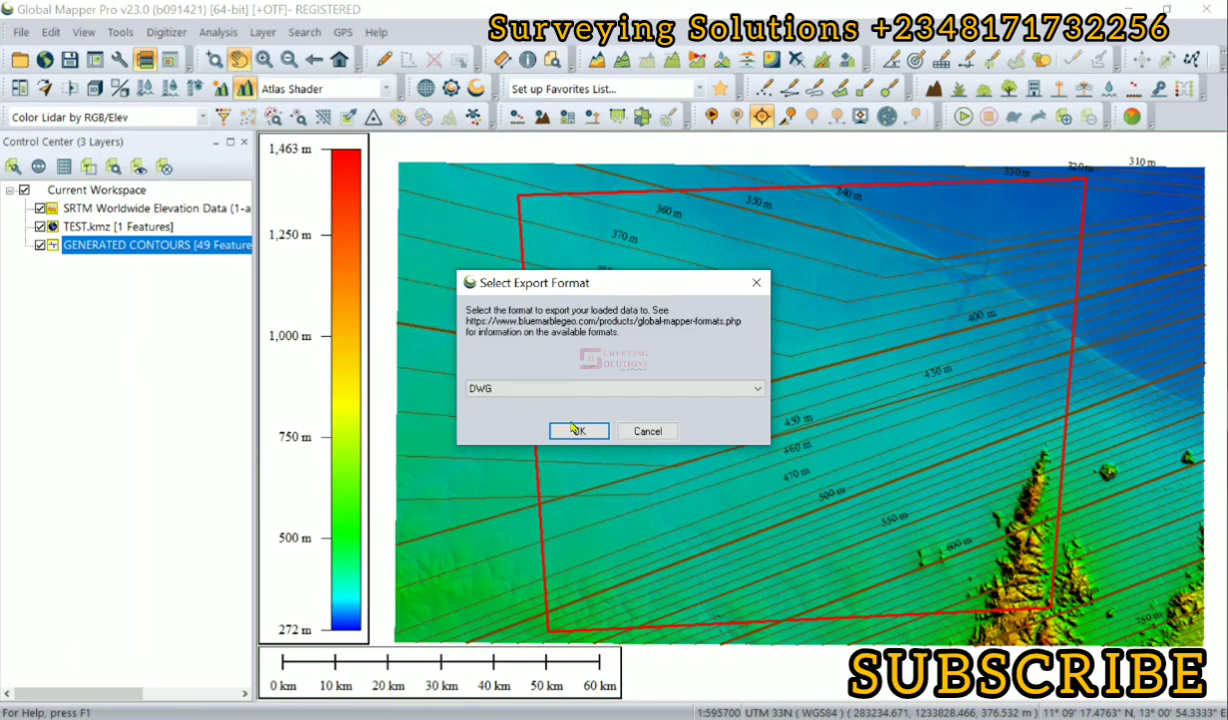 Global Mapper Pro v23.0 (b091421) [64-bit] [+OTF]- REGISTERED
Surveying Solutions +2348171732256
File Edit View Tools Digitizer Analysis Layer Search GPS Help
Atlas Shader
Set up Favorites List...
Color Lidar by RGB/Elev
Control Center (3 Layers)
Current Workspace
SRTM Worldwide Elevation Data (1-a
TEST.kmz [1 Features]
GENERATED CONTOURS [49 Feature
1,463 m
1,250 m
1,000 m
750 m
500 m
272 m
310 m
320 m
330 m
340 m
350 m
360 m
370 m
400 m
430 m
450 m
460 m
470 m
500 m
550 m
600 m
750 m
Select Export Format
Select the format to export your loaded data to. See
https://www.bluemarblegeo.com/products/global-mapper-formats.php
for information on the available formats.
SURVEYING
SOLUTIONS
DWG
OK
Cancel
0 km 10 km 20 km 30 km 40 km 50 km 60 km
SUBSCRIBE
For Help, press F1
1:595700 UTM 33N ( WGS84 ) ( 283234.671, 1233828.466, 376.532 m ) 11° 09' 17.4763" N, 13° 00' 54.3333" E